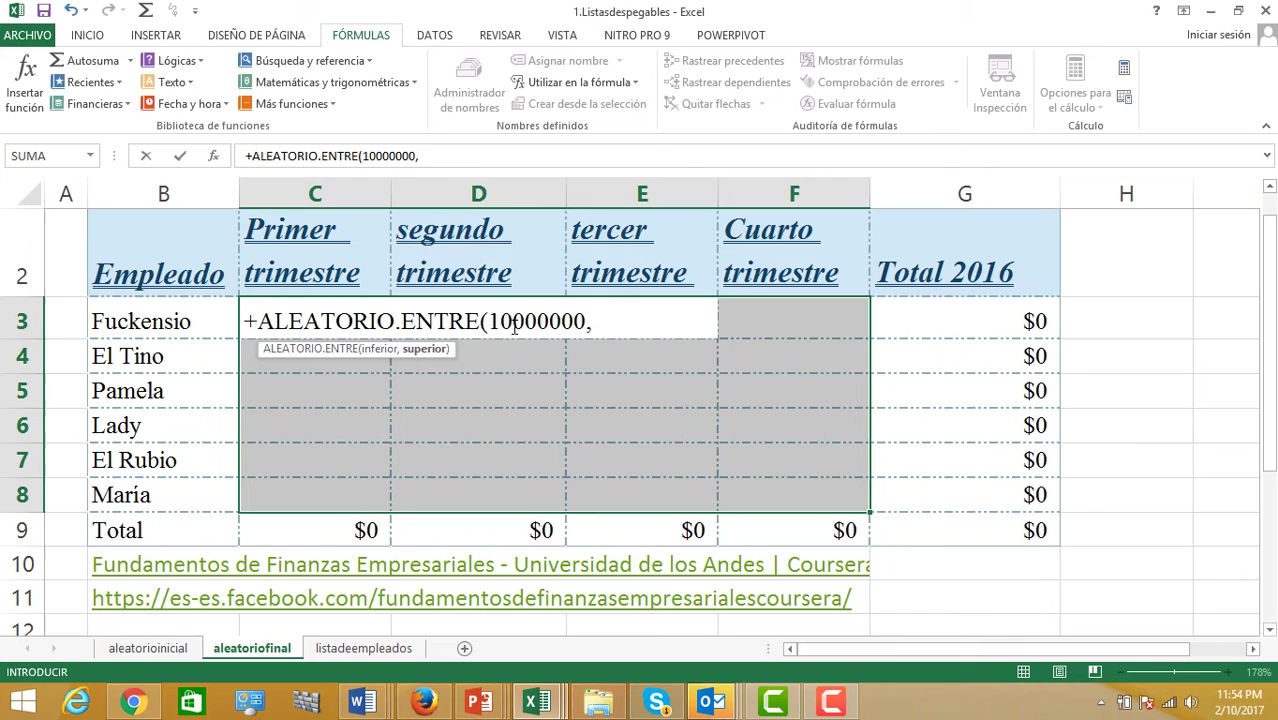 1.Listasdespegables - Excel
ARCHIVO INICIO INSERTAR DISEÑO DE PÁGINA FÓRMULAS DATOS REVISAR VISTA NITRO PRO 9 POWERPIVOT Iniciar sesión
Autosuma Lógicas Búsqueda y referencia Asignar nombre Rastrear precedentes Mostrar fórmulas
Insertar función Recientes Texto Matemáticas y trigonométricas Administrador de nombres Utilizar en la fórmula Rastrear dependientes Comprobación de errores Ventana Inspección Opciones para el cálculo
Financieras Fecha y hora Más funciones Crear desde la selección Quitar flechas Evaluar fórmula
Biblioteca de funciones Nombres definidos Auditoría de fórmulas Cálculo
SUMA fx +ALEATORIO.ENTRE(10000000,
A B C D E F G H
2 Empleado Primer trimestre segundo trimestre tercer trimestre Cuarto trimestre Total 2016
3 Fuckensio +ALEATORIO.ENTRE(10000000, $0
ALEATORIO.ENTRE(inferior, superior)
4 El Tino $0
5 Pamela $0
6 Lady $0
7 El Rubio $0
8 María $0
9 Total $0 $0 $0 $0 $0
10 Fundamentos de Finanzas Empresariales - Universidad de los Andes | Coursera
11 https://es-es.facebook.com/fundamentosdefinanzasempresarialescoursera/
12
aleatorioinicial aleatoriofinal listadeempleados
INTRODUCIR 178%
11:54 PM
2/10/2017